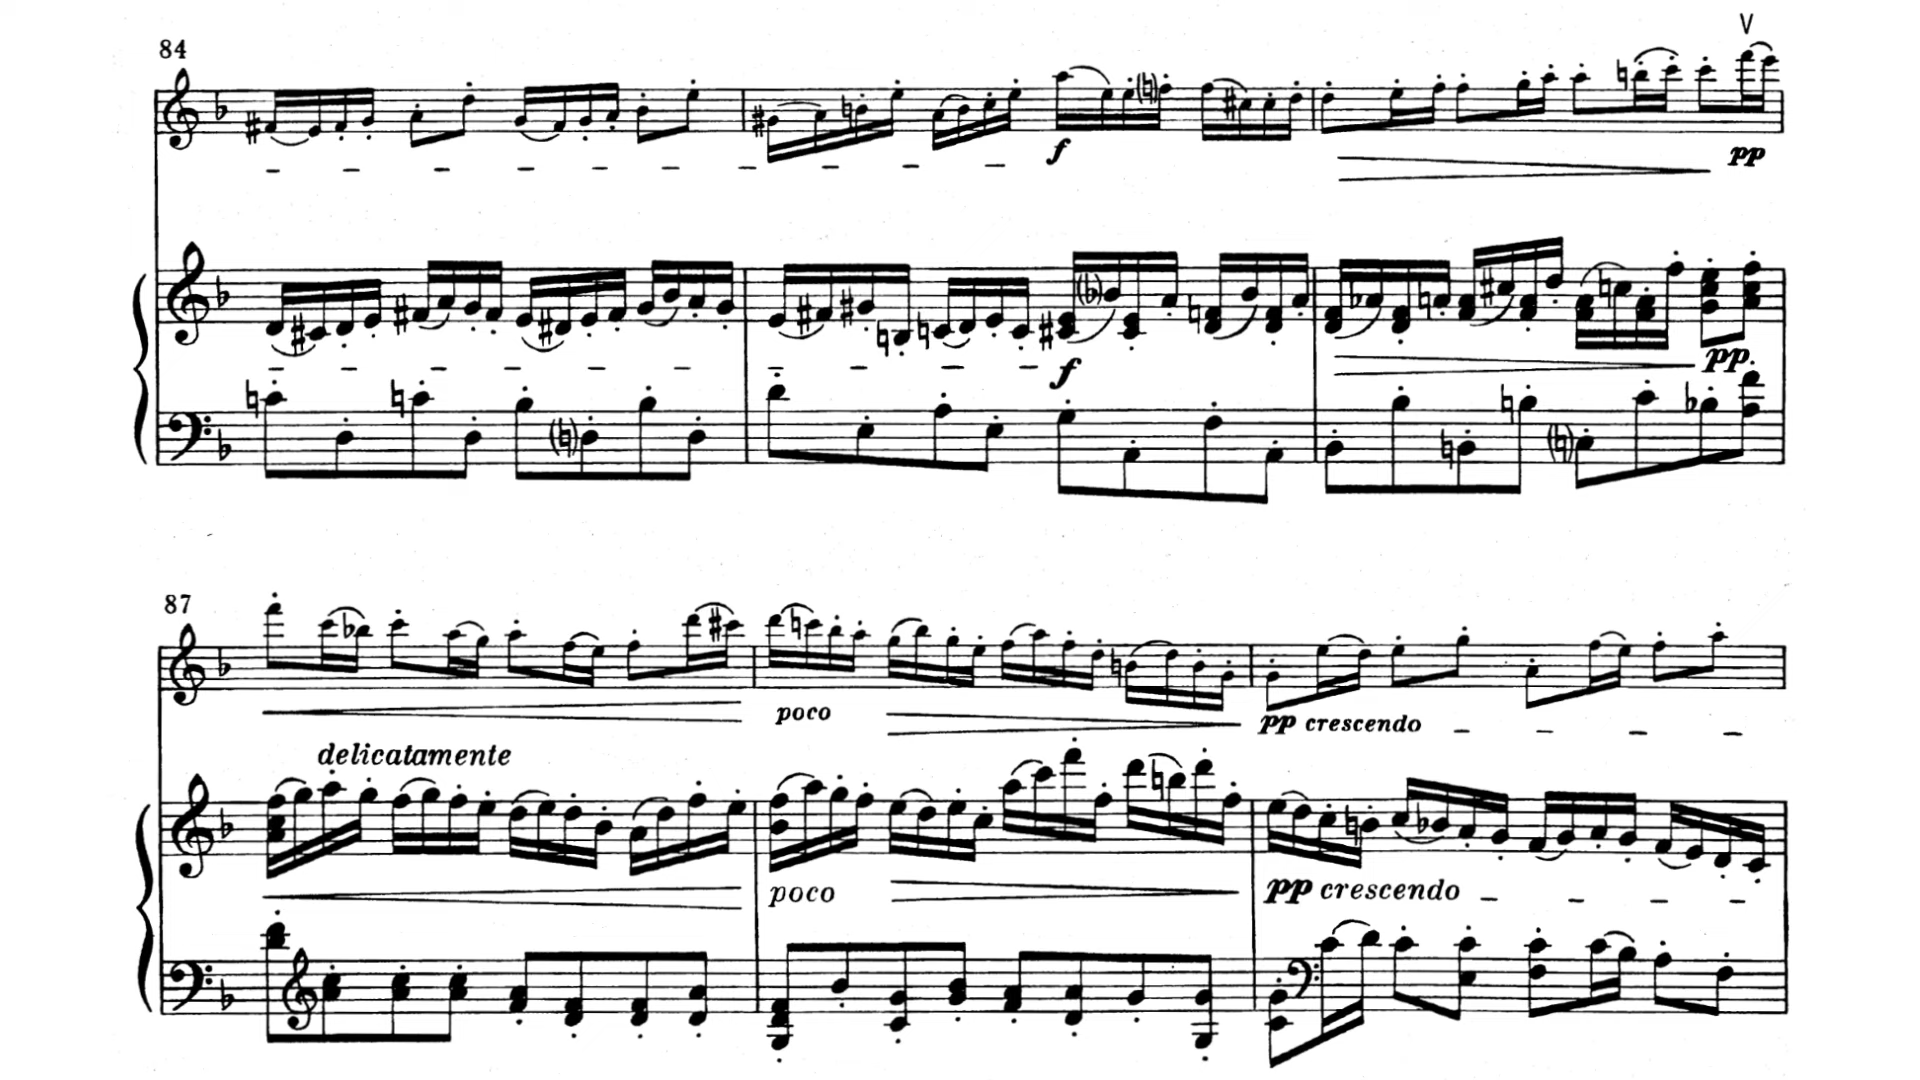 84
V
f
pp
f
pp
87
poco
pp crescendo
delicatamente
poco
pp crescendo